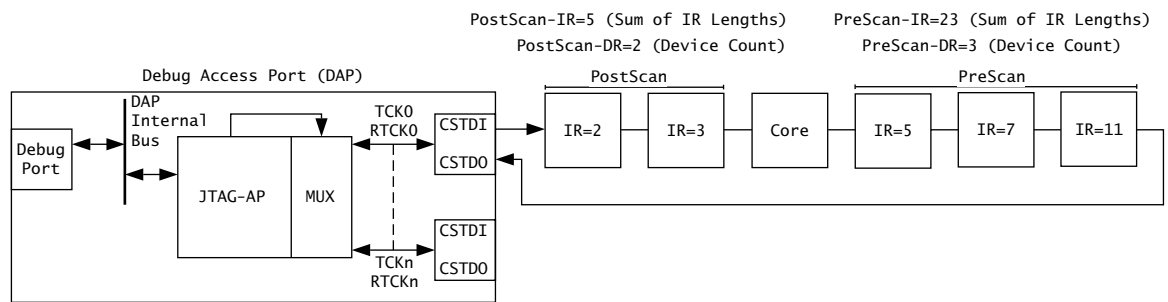 PostScan-IR=5 (Sum of IR Lengths)
PreScan-IR=23 (Sum of IR Lengths)
PostScan-DR=2 (Device Count)
PreScan-DR=3 (Device Count)
Debug Access Port (DAP)
PostScan
PreScan
DAP
Internal
Bus
TCK0
RTCK0
CSTDI
CSTDO
IR=2
IR=3
Core
IR=5
IR=7
IR=11
Debug
Port
JTAG-AP
MUX
TCKn
RTCKn
CSTDI
CSTDO